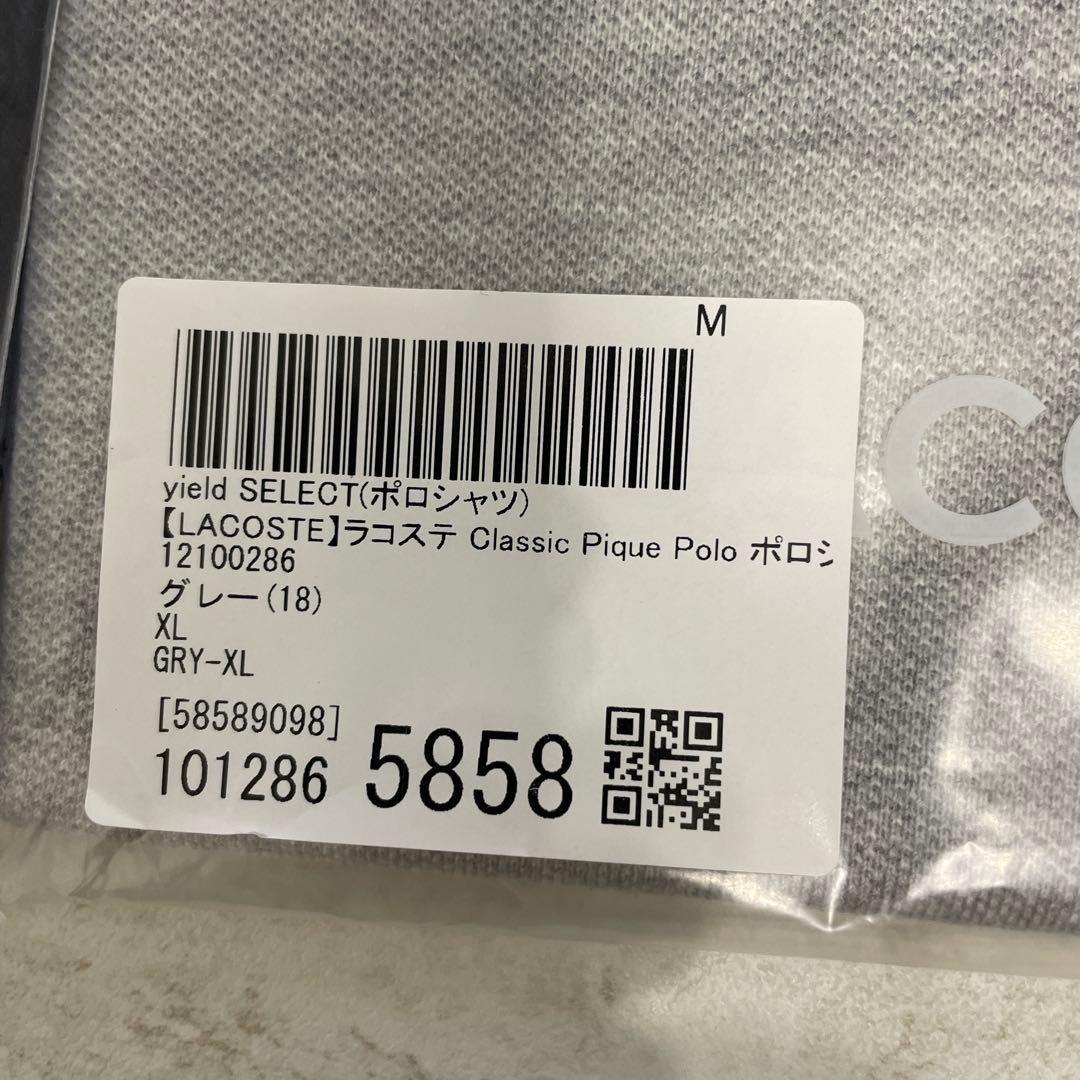 M
yield SELECT(ポロシャツ)
【LACOSTE】ラコステ Classic Pique Polo ポロシ
12100286
グレー(18)
XL
GRY-XL
[58589098]
101286 5858